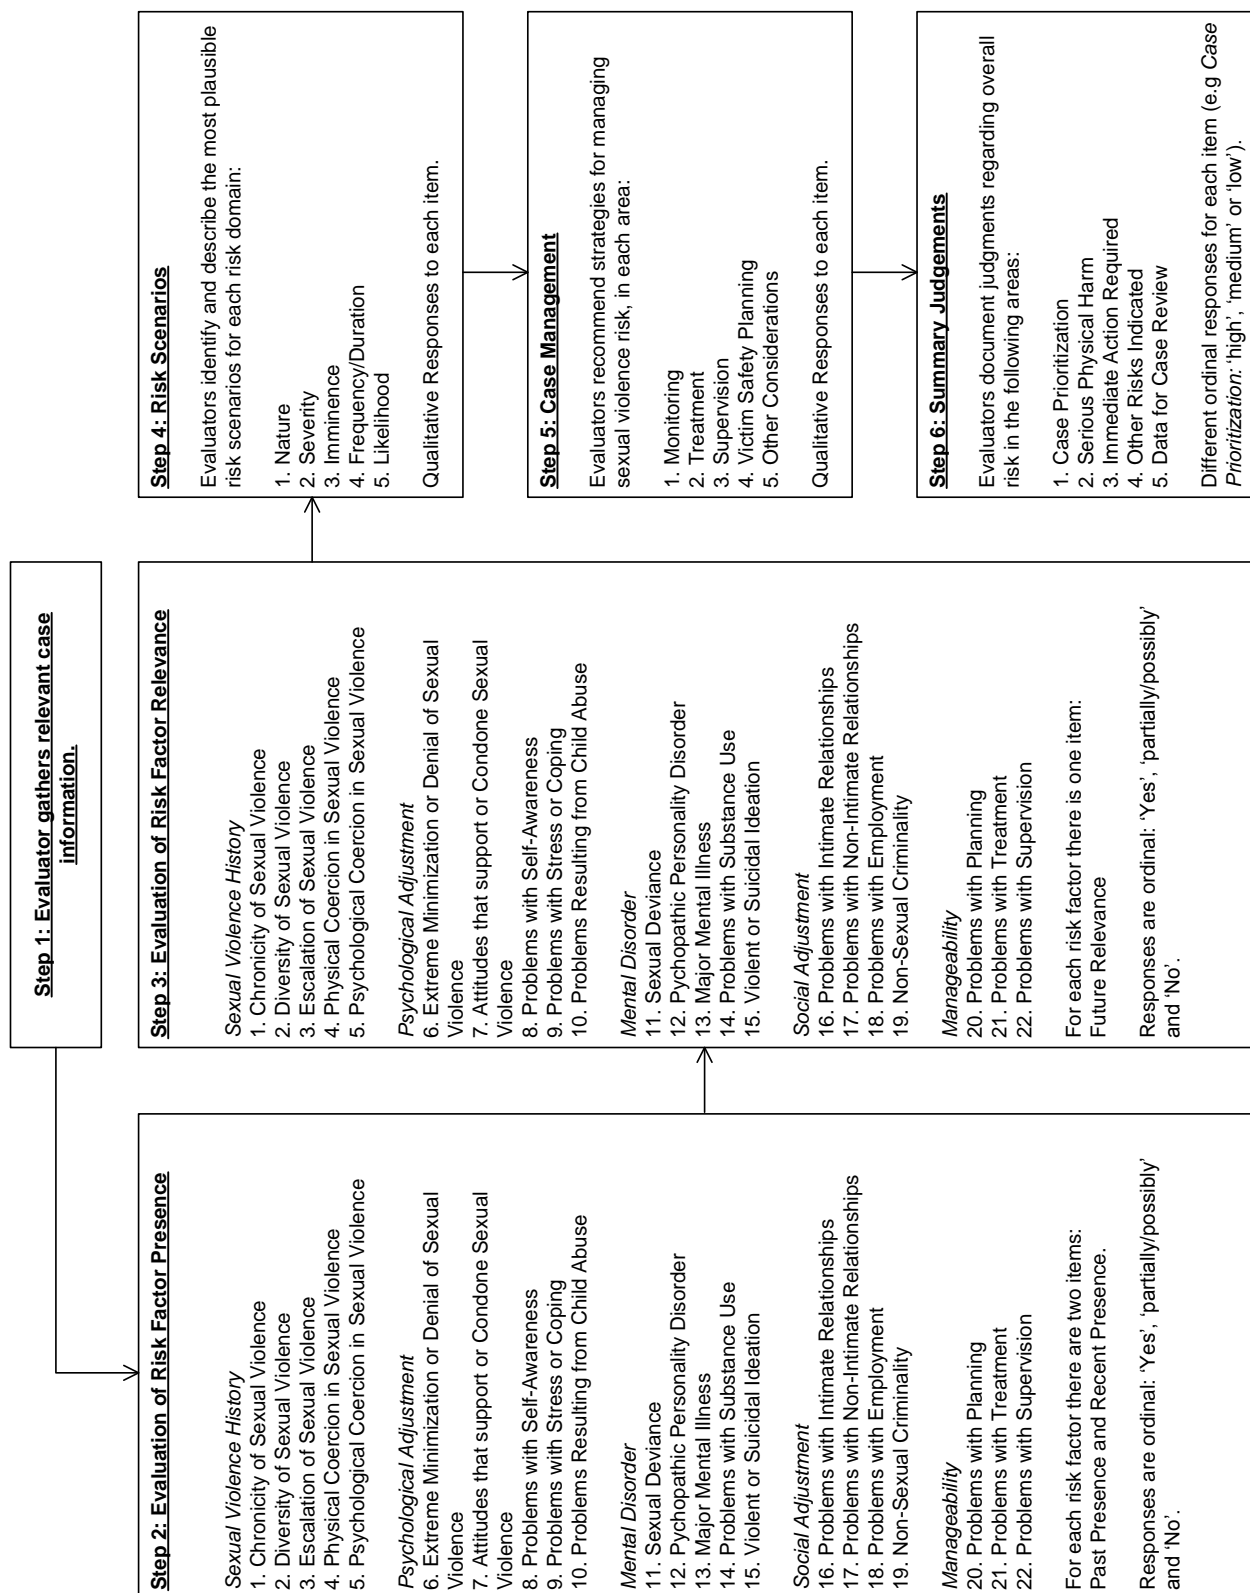 Step 1: Evaluator gathers relevant case
information.
Step 2: Evaluation of Risk Factor Presence
Sexual Violence History
1. Chronicity of Sexual Violence
2. Diversity of Sexual Violence
3. Escalation of Sexual Violence
4. Physical Coercion in Sexual Violence
5. Psychological Coercion in Sexual Violence
Psychological Adjustment
6. Extreme Minimization or Denial of Sexual
Violence
7. Attitudes that support or Condone Sexual
Violence
8. Problems with Self-Awareness
9. Problems with Stress or Coping
10. Problems Resulting from Child Abuse
Mental Disorder
11. Sexual Deviance
12. Pychopathic Personality Disorder
13. Major Mental Illness
14. Problems with Substance Use
15. Violent or Suicidal Ideation
Social Adjustment
16. Problems with Intimate Relationships
17. Problems with Non-Intimate Relationships
18. Problems with Employment
19. Non-Sexual Criminality
Manageability
20. Problems with Planning
21. Problems with Treatment
22. Problems with Supervision
For each risk factor there are two items:
Past Presence and Recent Presence.
Responses are ordinal: ‘Yes’, ‘partially/possibly’
and ‘No’.
Step 3: Evaluation of Risk Factor Relevance
Sexual Violence History
1. Chronicity of Sexual Violence
2. Diversity of Sexual Violence
3. Escalation of Sexual Violence
4. Physical Coercion in Sexual Violence
5. Psychological Coercion in Sexual Violence
Psychological Adjustment
6. Extreme Minimization or Denial of Sexual
Violence
7. Attitudes that support or Condone Sexual
Violence
8. Problems with Self-Awareness
9. Problems with Stress or Coping
10. Problems Resulting from Child Abuse
Mental Disorder
11. Sexual Deviance
12. Pychopathic Personality Disorder
13. Major Mental Illness
14. Problems with Substance Use
15. Violent or Suicidal Ideation
Social Adjustment
16. Problems with Intimate Relationships
17. Problems with Non-Intimate Relationships
18. Problems with Employment
19. Non-Sexual Criminality
Manageability
20. Problems with Planning
21. Problems with Treatment
22. Problems with Supervision
For each risk factor there is one item:
Future Relevance
Responses are ordinal: ‘Yes’, ‘partially/possibly’
and ‘No’.
Step 4: Risk Scenarios
Evaluators identify and describe the most plausible
risk scenarios for each risk domain:
1. Nature
2. Severity
3. Imminence
4. Frequency/Duration
5. Likelihood
Qualitative Responses to each item.
Step 5: Case Management
Evaluators recommend strategies for managing
sexual violence risk, in each area:
1. Monitoring
2. Treatment
3. Supervision
4. Victim Safety Planning
5. Other Considerations
Qualitative Responses to each item.
Step 6: Summary Judgements
Evaluators document judgments regarding overall
risk in the following areas:
1. Case Prioritization
2. Serious Physical Harm
3. Immediate Action Required
4. Other Risks Indicated
5. Data for Case Review
Different ordinal responses for each item (e.g Case
Prioritization: ‘high’, ‘medium’ or ‘low’).